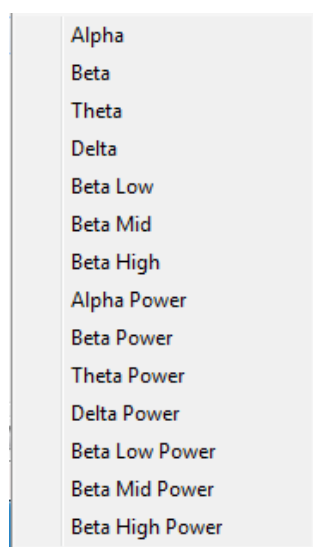 Alpha
Beta
Theta
Delta
Beta Low
Beta Mid
Beta High
Alpha Power
Beta Power
Theta Power
Delta Power
Beta Low Power
Beta Mid Power
Beta High Power